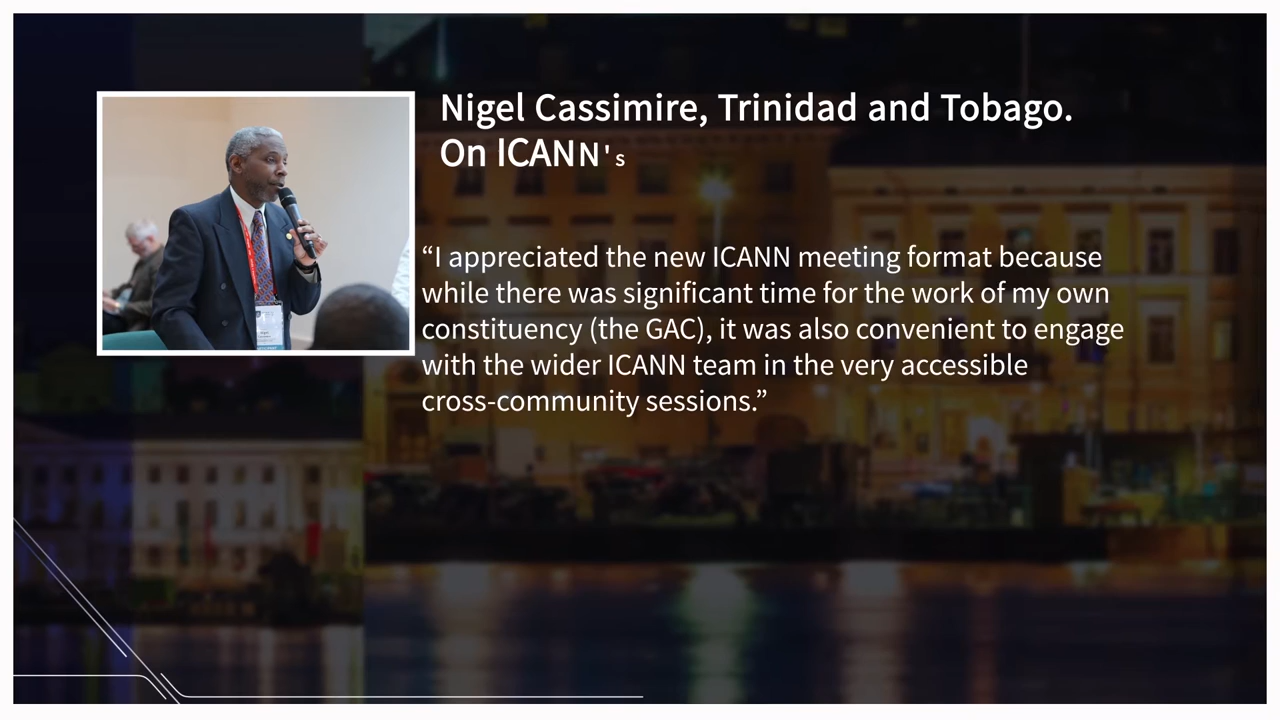 Nigel Cassimire, Trinidad and Tobago.
On ICANN's
“I appreciated the new ICANN meeting format because
while there was significant time for the work of my own
constituency (the GAC), it was also convenient to engage
with the wider ICANN team in the very accessible
cross-community sessions.”